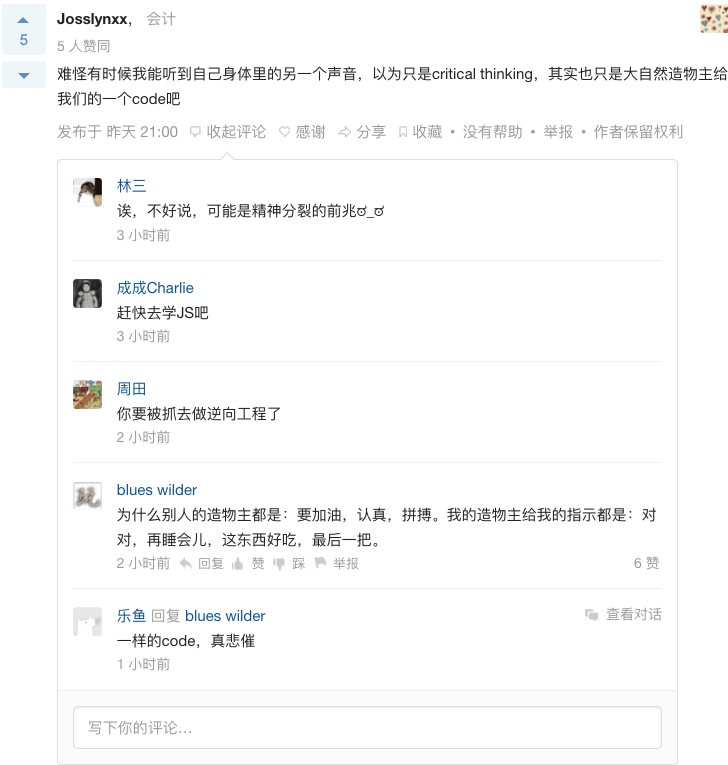 5
Josslynxx， 会计
5 人赞同
难怪有时候我能听到自己身体里的另一个声音，以为只是critical thinking，其实也只是大自然造物主给
我们的一个code吧
发布于 昨天 21:00 收起评论 感谢 分享 收藏 • 没有帮助 • 举报 • 作者保留权利
林三
诶，不好说，可能是精神分裂的前兆ಠ_ಠ
3 小时前
成成Charlie
赶快去学JS吧
3 小时前
周田
你要被抓去做逆向工程了
2 小时前
blues wilder
为什么别人的造物主都是：要加油，认真，拼搏。我的造物主给我的指示都是：对
对，再睡会儿，这东西好吃，最后一把。
2 小时前 回复 赞 踩 举报 6 赞
乐鱼 回复 blues wilder 查看对话
一样的code，真悲催
1 小时前
写下你的评论…